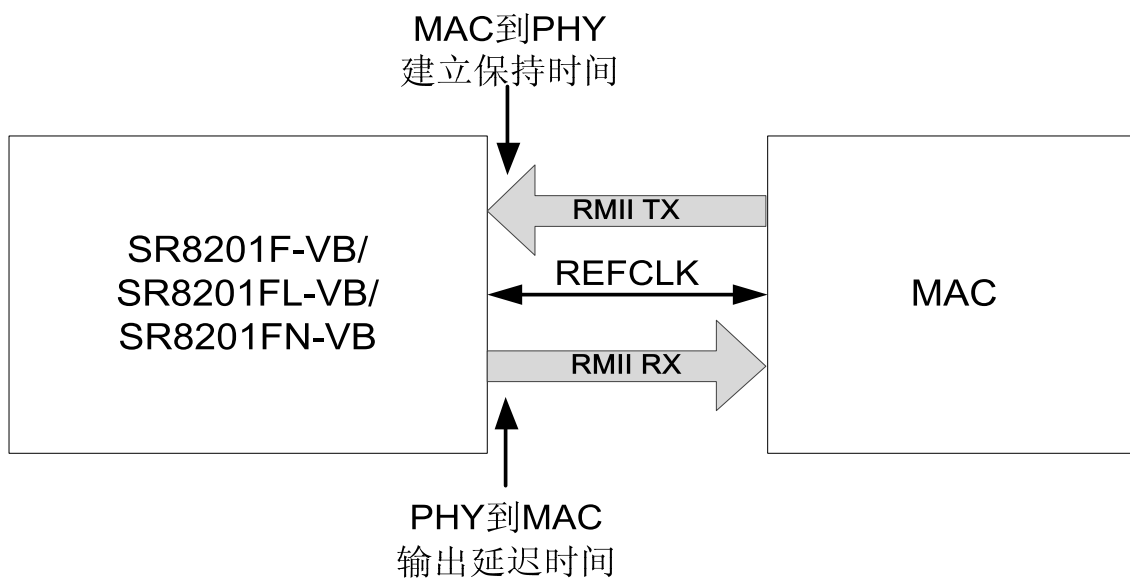 MAC到PHY
建立保持时间
RMII TX
SR8201F-VB/
SR8201FL-VB/
SR8201FN-VB
REFCLK
MAC
RMII RX
PHY到MAC
输出延迟时间